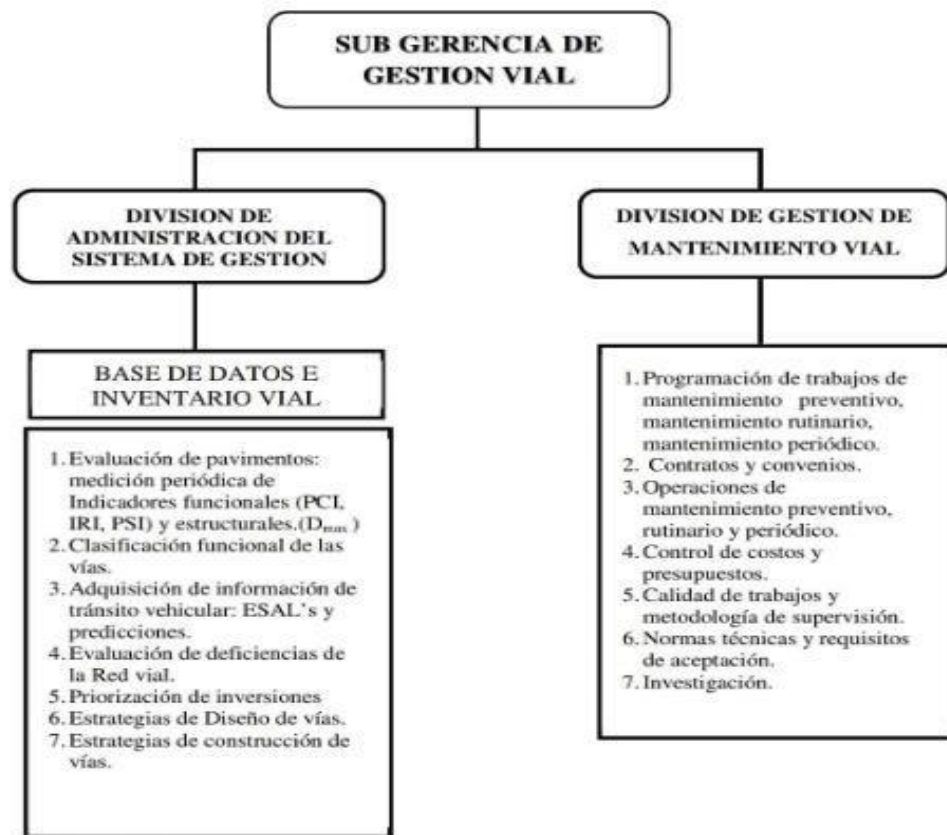 SUB GERENCIA DE
GESTION VIAL
DIVISION DE
ADMINISTRACION DEL
SISTEMA DE GESTION
DIVISION DE GESTION DE
MANTENIMIENTO VIAL
BASE DE DATOS E
INVENTARIO VIAL
1. Evaluación de pavimentos:
medición periódica de
Indicadores funcionales (PCI,
IRI, PSI) y estructurales.
2. Clasificación funcional de las
vías.
3. Adquisición de información de
tránsito vehicular: ESAL's y
predicciones.
4. Evaluación de deficiencias de
la Red vial.
5. Priorización de inversiones
6. Estrategias de Diseño de vías.
7. Estrategias de construcción de
vías.
1. Programación de trabajos de
mantenimiento preventivo,
mantenimiento rutinario,
mantenimiento periódico.
2. Contratos y convenios.
3. Operaciones de
mantenimiento preventivo,
rutinario y periódico.
4. Control de costos y
presupuestos.
5. Calidad de trabajos y
metodología de supervisión.
6. Normas técnicas y requisitos
de aceptación.
7. Investigación.